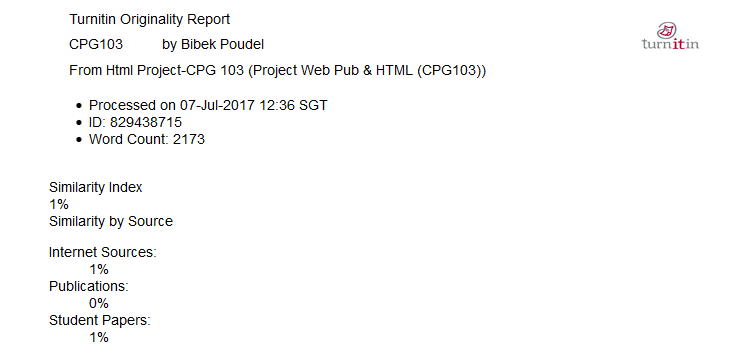 Turnitin Originality Report
turnitin
CPG103 by Bibek Poudel
From Html Project-CPG 103 (Project Web Pub & HTML (CPG103))
• Processed on 07-Jul-2017 12:36 SGT
• ID: 829438715
• Word Count: 2173
Similarity Index
1%
Similarity by Source
Internet Sources:
1%
Publications:
0%
Student Papers:
1%